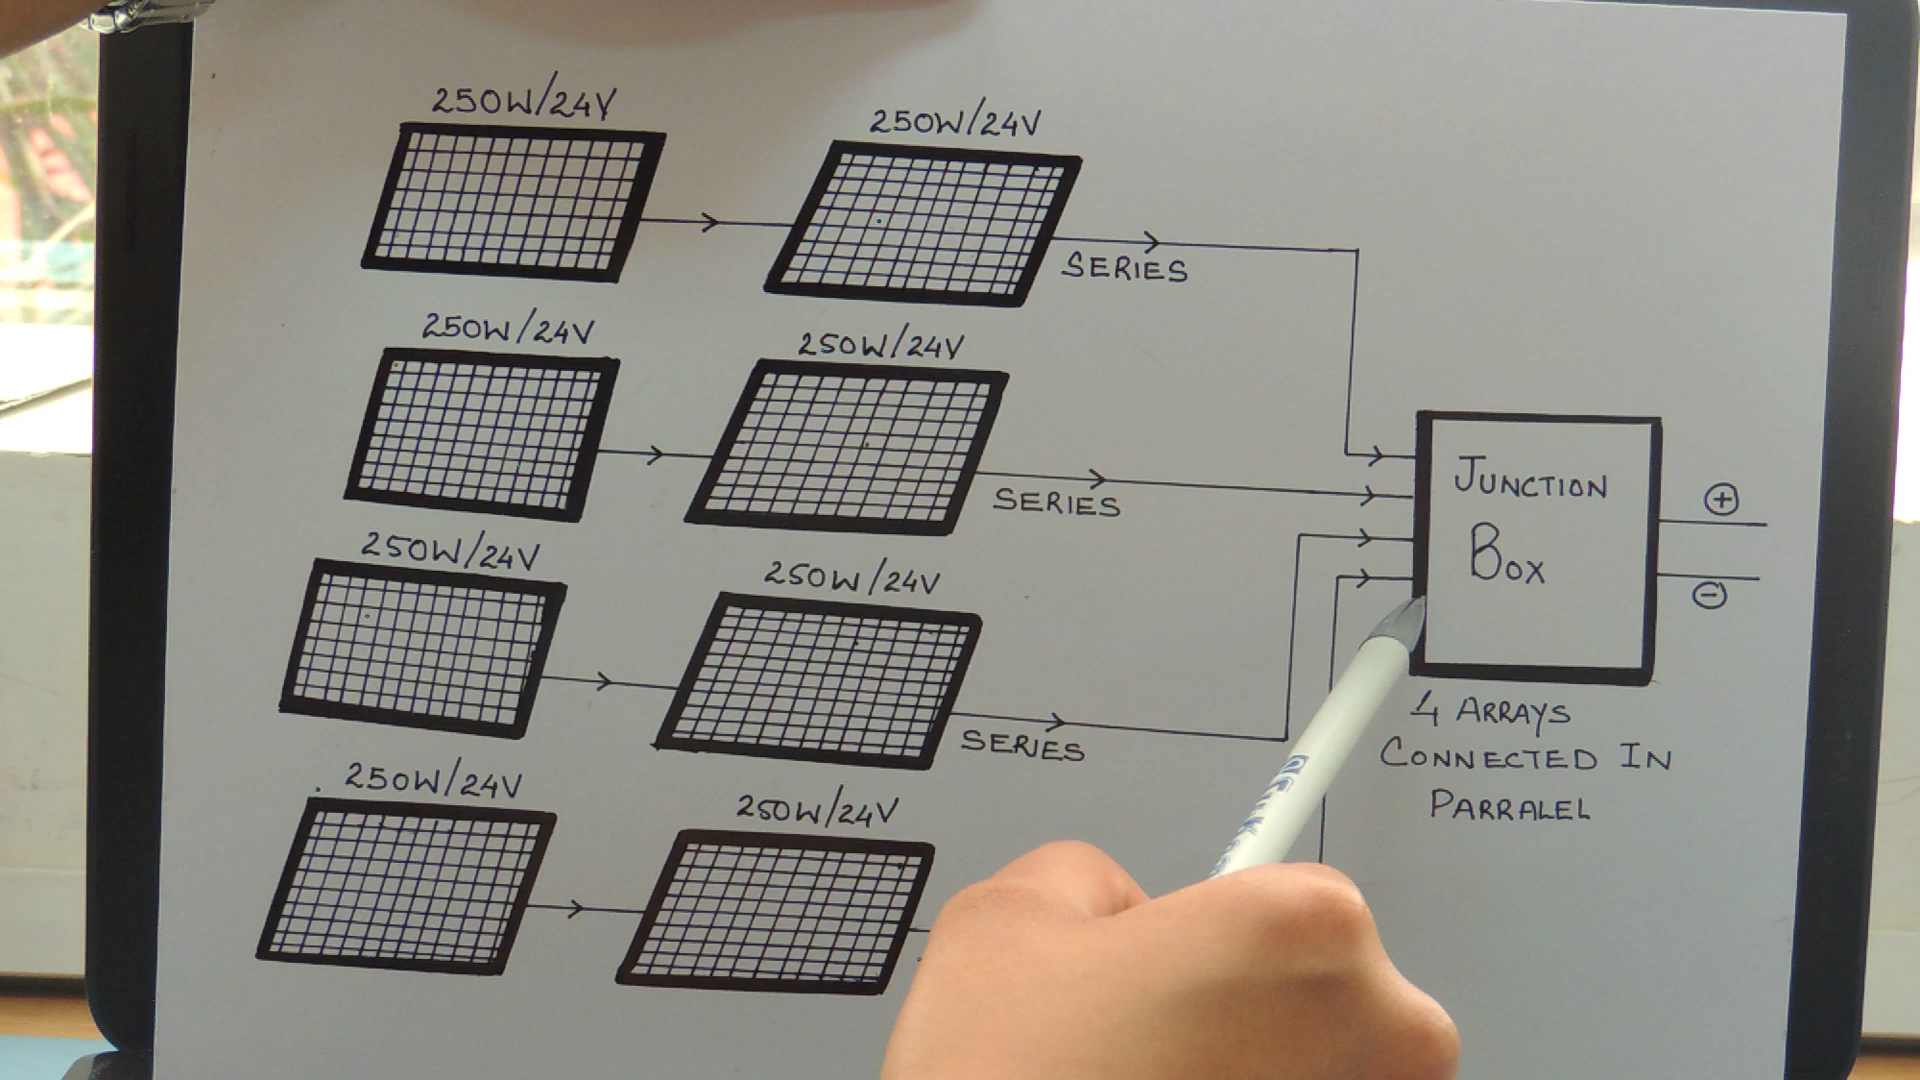 250W/24V
250W/24V
SERIES
250W/24V
250W/24V
SERIES
250W/24V
250W/24V
SERIES
250W/24V
250W/24V
JUNCTION
BOX
+
-
4 ARRAYS
CONNECTED IN
PARRALEL